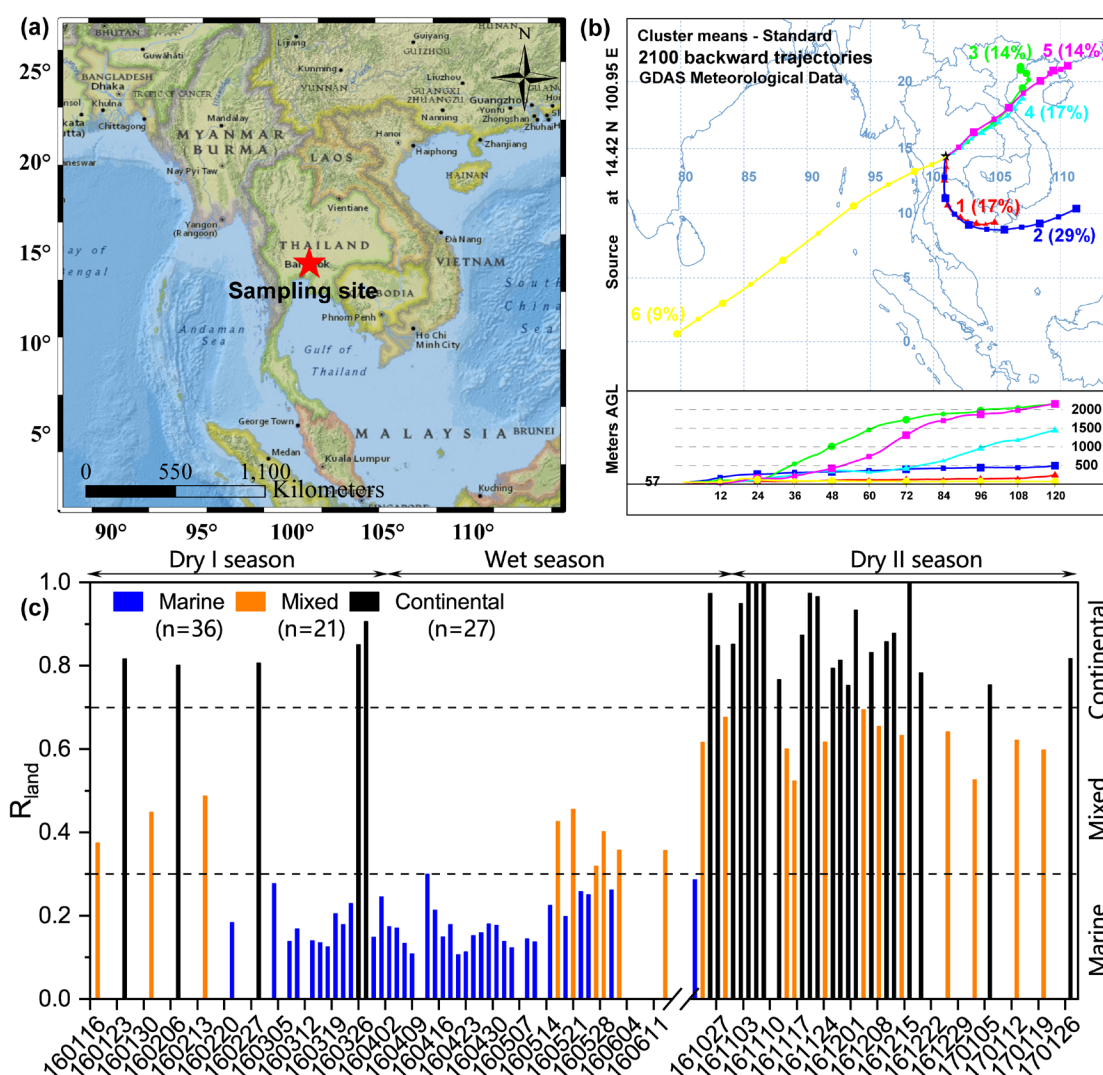 (a)
BHUTAN
Guwāhāti
BANGLADESH
Dhaka
TROPIC OF CANCER
Khulna
Chittagong
Lijiang
Kunming
YUNNAN
Guiyang
GUIZHOU
GUANGXI
ZHUANGZU
Nanning
Liuzhou
Guangzhou
Yunfu
Zhongshan
Zhuhai
Zhanjiang
N
Mandalay
MYANMAR
(BURMA)
Nay Pyi Taw
Yangon
(Rangoon)
LAOS
Hanoi
Haiphong
HAINAN
Vientiane
THAILAND
Đà Nẵng
VIETNAM
Sampling site
Phnom Penh
Ho Chi
Minh City
South
China
Sea
Bay of
Bengal
Andaman
Sea
Gulf of
Thailand
George Town
MALAYSIA
BRUNEI
Medan
Kuala Lumpur
Kuching
SINGAPORE
0 550 1,100
Kilometers
25°
20°
15°
10°
5°
90° 95° 100° 105° 110°
(b)
Cluster means - Standard
2100 backward trajectories
GDAS Meteorological Data
3 (14%) 5 (14%)
4 (17%)
1 (17%)
2 (29%)
6 (9%)
20
15
10
5
0
80 85 90 95 100 105 110
Source at 14.42 N 100.95 E
Meters AGL
2000
1500
1000
500
57
12 24 36 48 60 72 84 96 108 120
Dry I season Wet season Dry II season
(c)
Marine Mixed Continental
(n=36) (n=21) (n=27)
1.0
0.8
0.6
0.4
0.2
0.0
Rland
Continental
Mixed
Marine
160116 160123 160130 160206 160213 160220 160227 160305 160312 160319 160326 160402 160409 160416 160423 160430 160507 160514 160521 160528 160604 160611 161027 161103 161110 161117 161124 161201 161208 161215 161222 161229 170105 170112 170119 170126